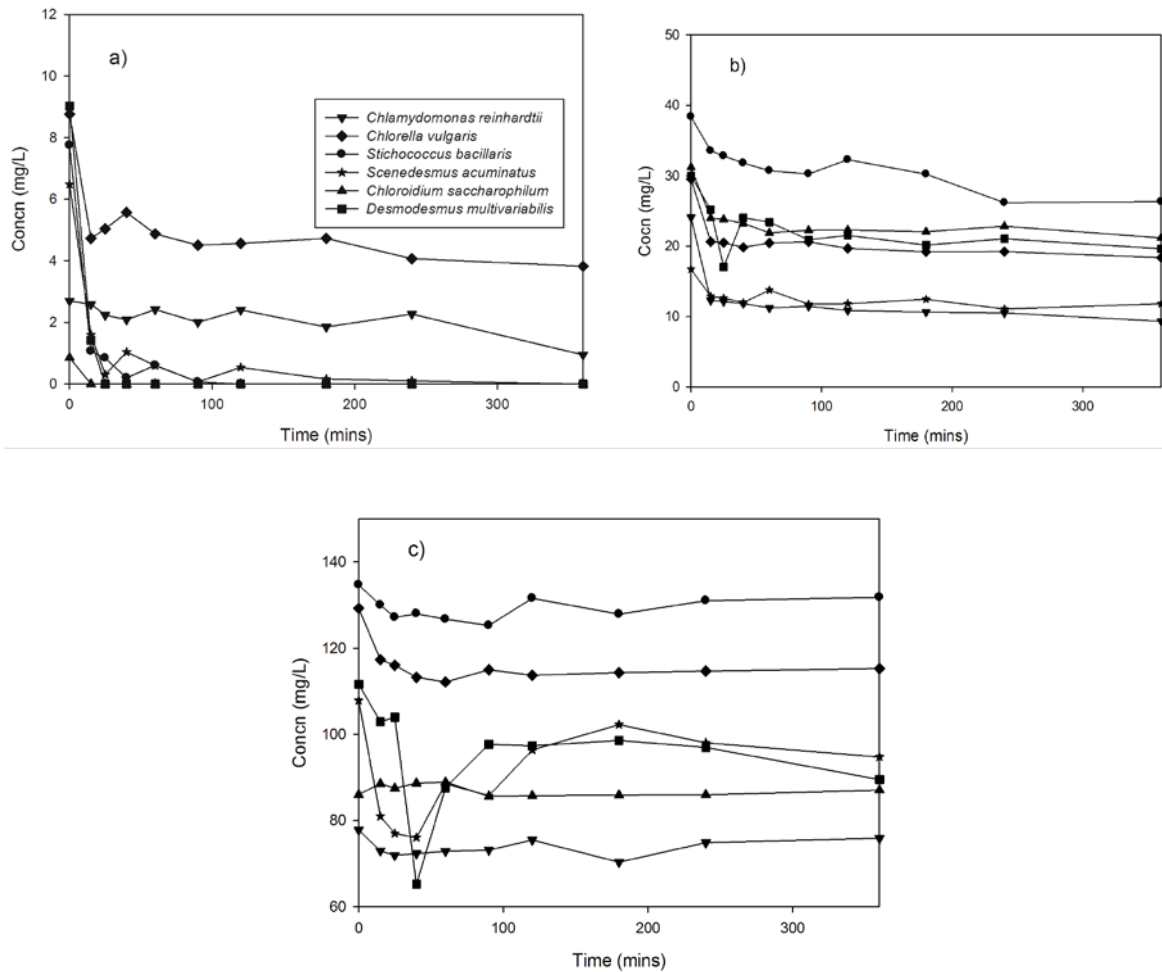 a)
12
10
8
6
4
2
0
Concn (mg/L)
Chlamydomonas reinhardtii
Chlorella vulgaris
Stichococcus bacillaris
Scenedesmus acuminatus
Chloroidium saccharophilum
Desmodesmus multivariabilis
0 100 200 300
Time (mins)
b)
50
40
30
20
10
0
Cocn (mg/L)
0 100 200 300
Time (mins)
c)
140
120
100
80
60
Concn (mg/L)
0 100 200 300
Time (mins)